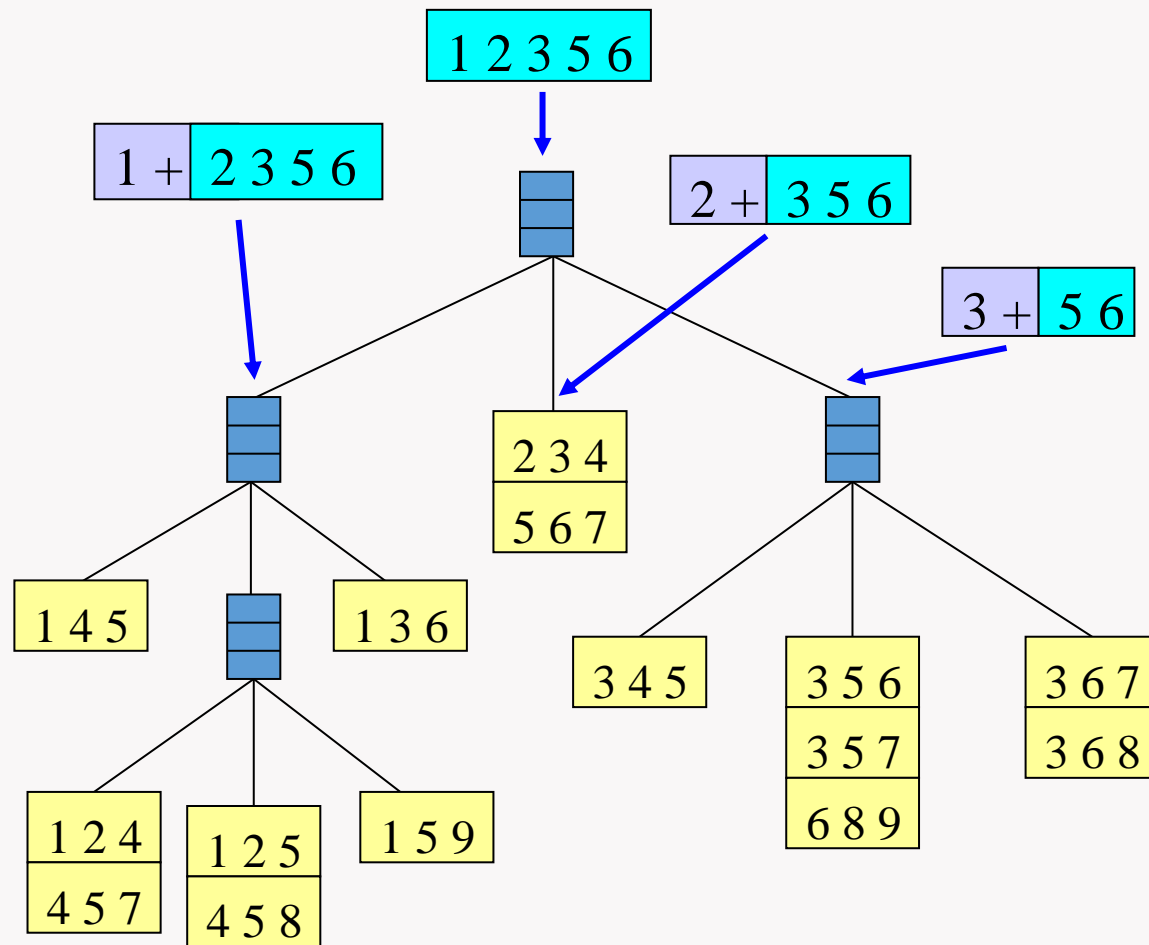 1 2 3 5 6
1 + 2 3 5 6
2 + 3 5 6
3 + 5 6
2 3 4
5 6 7
1 4 5
1 3 6
3 4 5
3 5 6
3 5 7
6 8 9
3 6 7
3 6 8
1 2 4
4 5 7
1 2 5
4 5 8
1 5 9